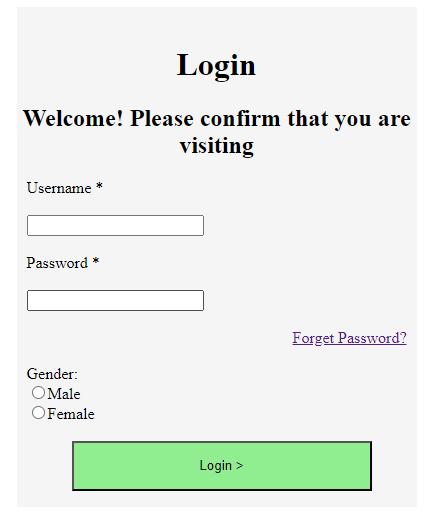 Login
Welcome! Please confirm that you are
visiting
Username *
Password *
Forget Password?
Gender:
Male
Female
Login >